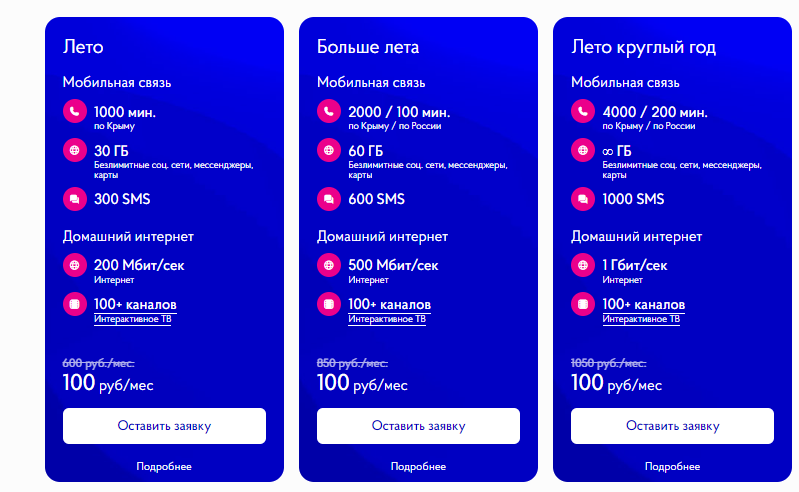 Лето
Мобильная связь
1000 мин.
по Крыму
30 ГБ
Безлимитные соц. сети, мессенджеры,
карты
300 SMS
Домашний интернет
200 Мбит/сек
Интернет
100+ каналов
Интерактивное ТВ
600 руб./мес.
100 руб/мес
Оставить заявку
Подробнее
Больше лета
Мобильная связь
2000 / 100 мин.
по Крыму / по России
60 ГБ
Безлимитные соц. сети, мессенджеры,
карты
600 SMS
Домашний интернет
500 Мбит/сек
Интернет
100+ каналов
Интерактивное ТВ
850 руб./мес.
100 руб/мес
Оставить заявку
Подробнее
Лето круглый год
Мобильная связь
4000 / 200 мин.
по Крыму / по России
∞ ГБ
Безлимитные соц. сети, мессенджеры,
карты
1000 SMS
Домашний интернет
1 Гбит/сек
Интернет
100+ каналов
Интерактивное ТВ
1050 руб./мес.
100 руб/мес
Оставить заявку
Подробнее